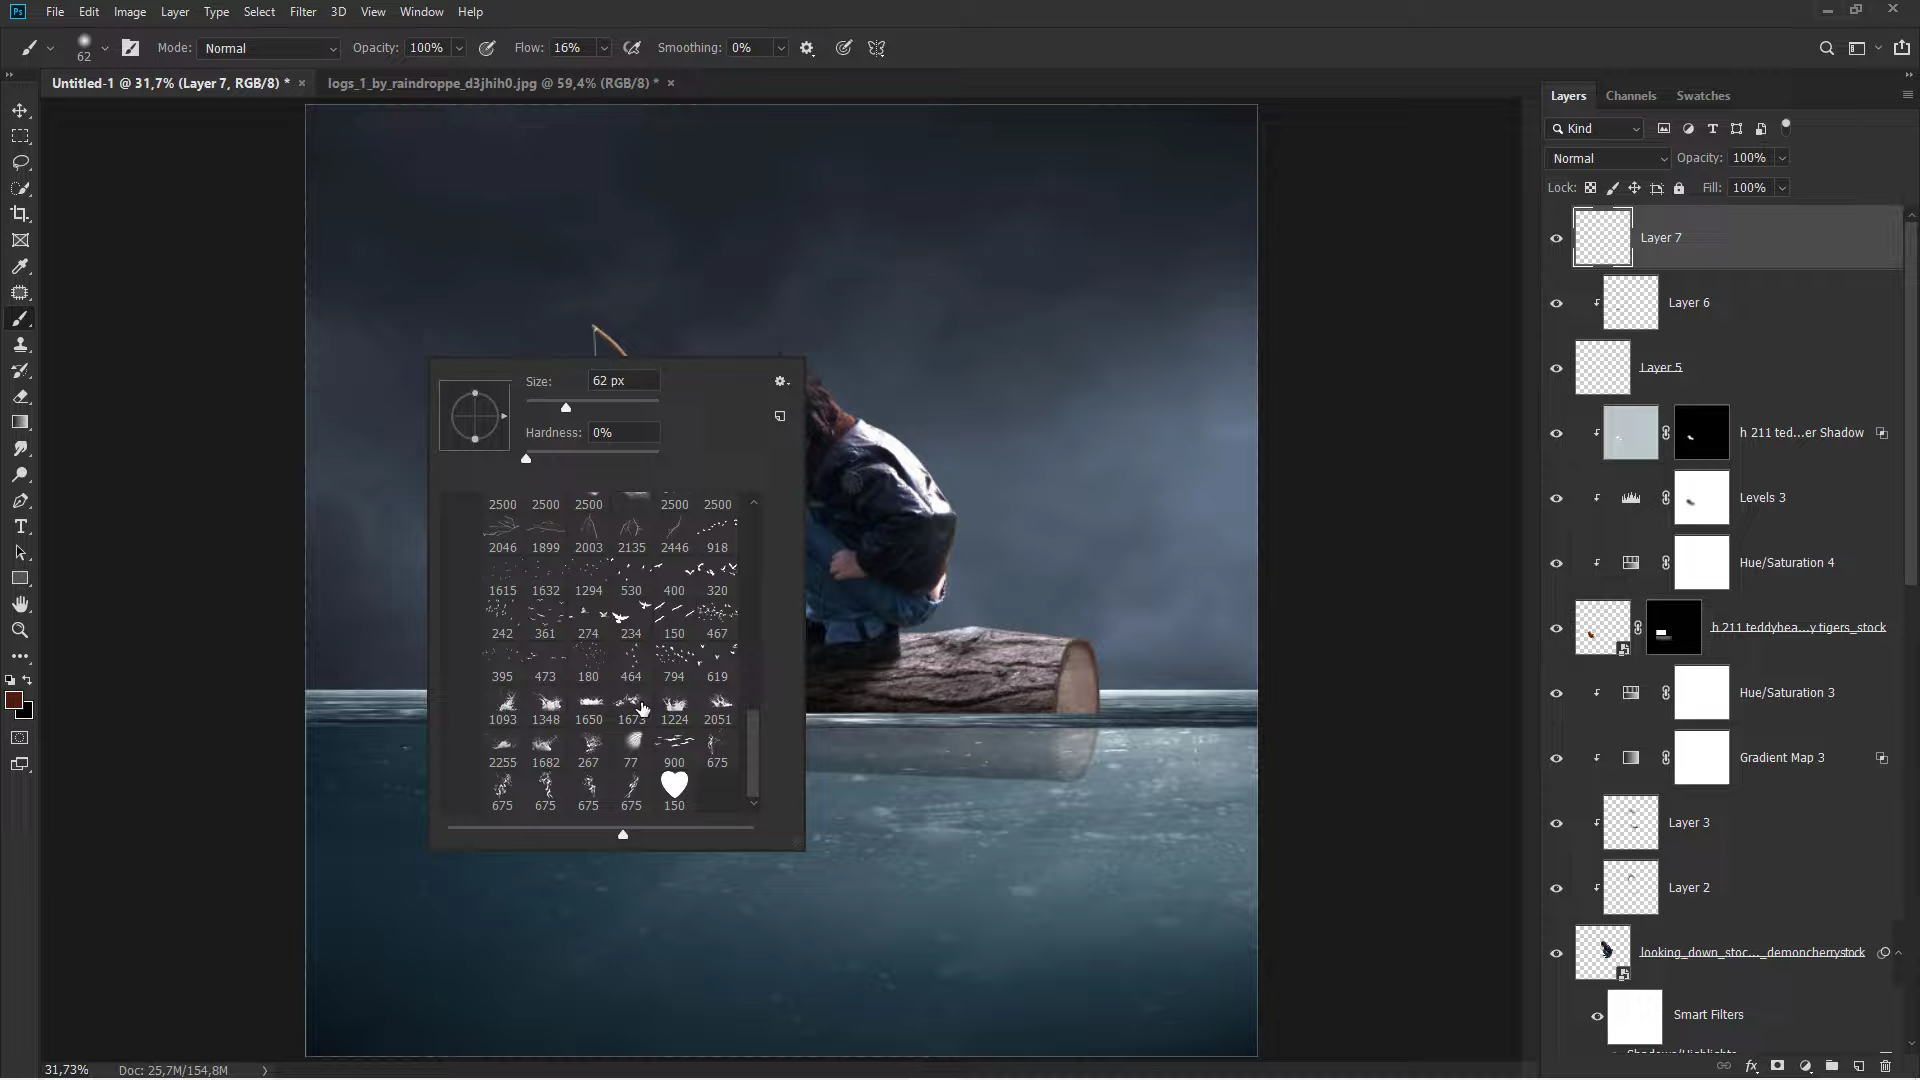 Ps File Edit Image Layer Type Select Filter 3D View Window Help
62 Mode: Normal Opacity: 100% Flow: 16% Smoothing: 0%
Untitled-1 @ 31,7% (Layer 7, RGB/8) * × logs_1_by_raindroppe_d3jhih0.jpg @ 59,4% (RGB/8) * ×
Layers Channels Swatches
Kind
Normal Opacity: 100%
Lock: Fill: 100%
Layer 7
Layer 6
Layer 5
h 211 ted...er Shadow
Levels 3
Hue/Saturation 4
h 211 teddyhea...y tigers_stock
Hue/Saturation 3
Gradient Map 3
Layer 3
Layer 2
looking_down_stoc..._demoncherrystock
Smart Filters
Shadows/Highlights
Size: 62 px
Hardness: 0%
2500 2500 2500 2500 2500
2046 1899 2003 2135 2446 918
1615 1632 1294 530 400 320
242 361 274 234 150 467
395 473 180 464 794 619
1093 1348 1650 1673 1224 2051
2255 1682 267 77 900 675
675 675 675 675 150
31,73% Doc: 25,7M/154,8M